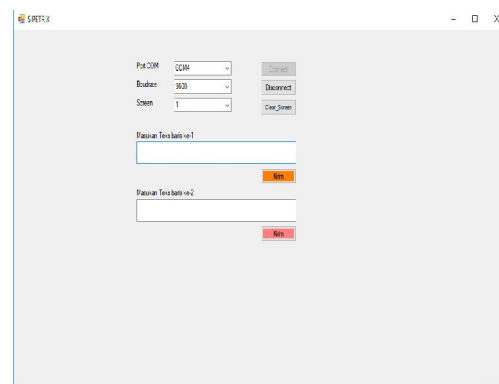 SIPETRIX
Port COM COM4 Connect
Baudrate 9600 Disconnect
Screen 1 Clear_Screen
Masukan Teks baris ke-1
Kirim
Masukan Teks baris ke-2
Kirim